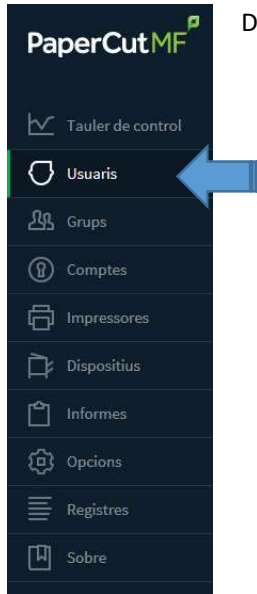 D
PaperCutMF
Tauler de control
Usuaris
Grups
Comptes
Impressores
Dispositius
Informes
Opcions
Registres
Sobre